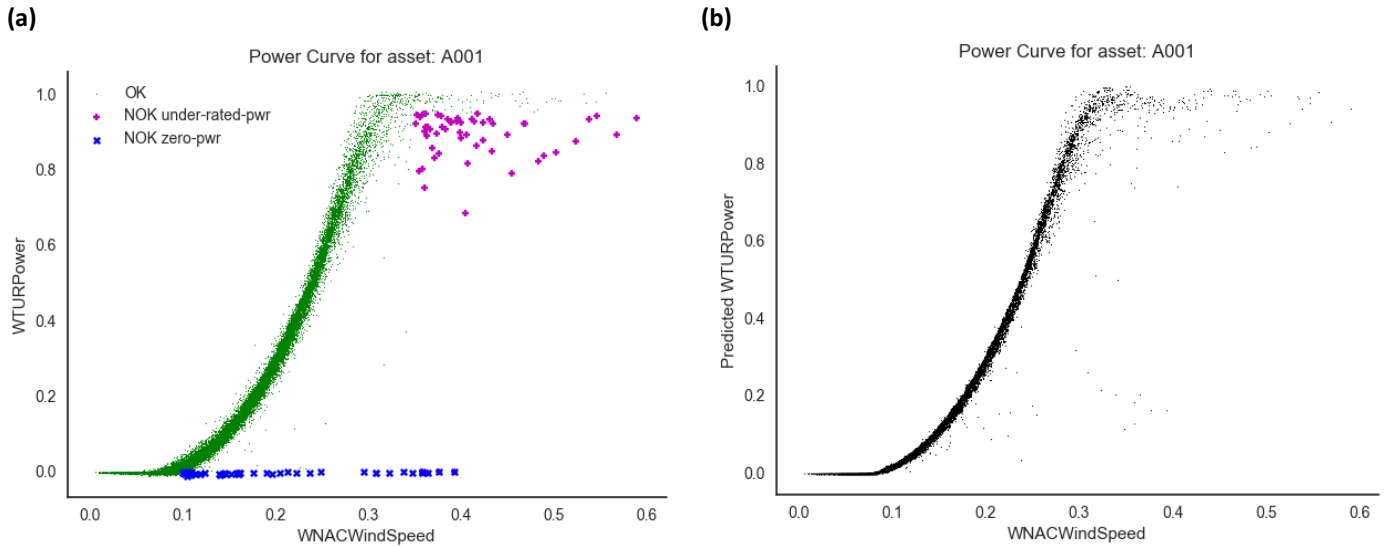 (a)
Power Curve for asset: A001
OK
NOK under-rated-pwr
NOK zero-pwr
WTURPower
1.0
0.8
0.6
0.4
0.2
0.0
0.0 0.1 0.2 0.3 0.4 0.5 0.6
WNACWindSpeed
(b)
Power Curve for asset: A001
Predicted WTURPower
1.0
0.8
0.6
0.4
0.2
0.0
0.0 0.1 0.2 0.3 0.4 0.5 0.6
WNACWindSpeed